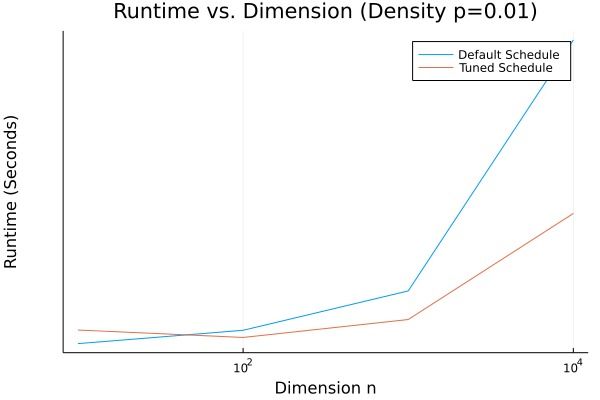 Runtime vs. Dimension (Density p=0.01)
Default Schedule
Tuned Schedule
Runtime (Seconds)
10²
10⁴
Dimension n